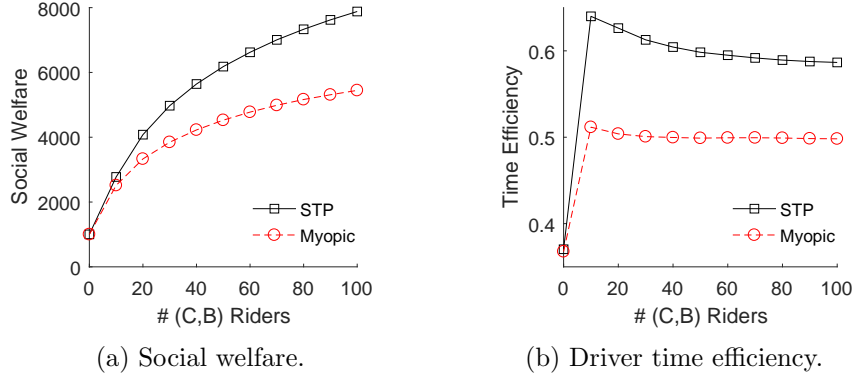 8000
6000
4000
2000
0
Social Welfare
STP
Myopic
0 20 40 60 80 100
# (C,B) Riders
(a) Social welfare.
0.6
0.5
0.4
Time Efficiency
STP
Myopic
0 20 40 60 80 100
# (C,B) Riders
(b) Driver time efficiency.